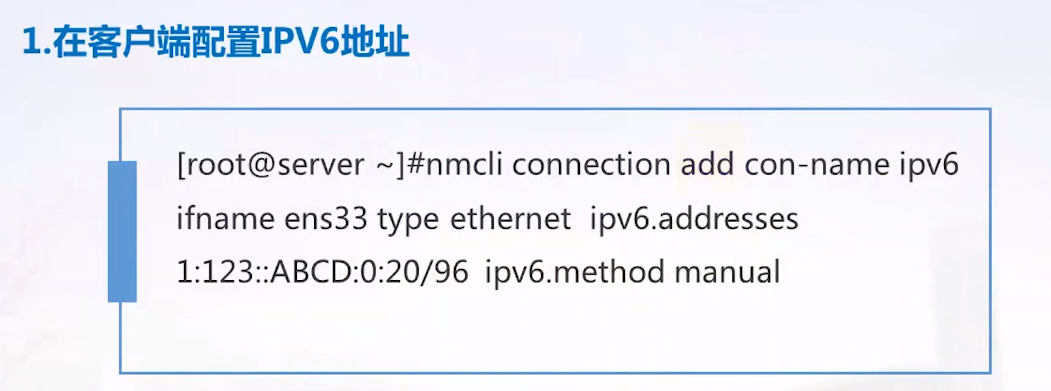 1.在客户端配置IPV6地址
[root@server ~]#nmcli connection add con-name ipv6
ifname ens33 type ethernet  ipv6.addresses
1:123::ABCD:0:20/96  ipv6.method manual